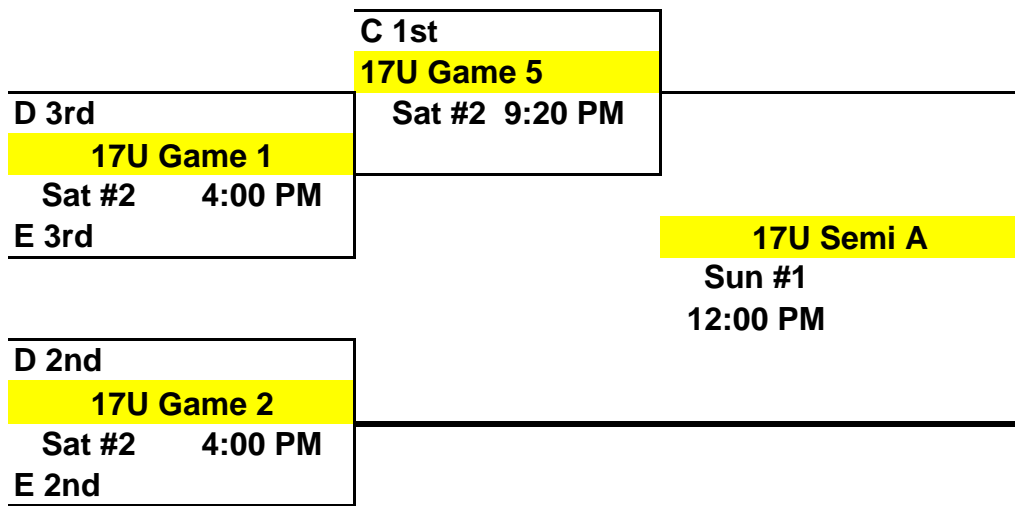 C 1st
17U Game 5
Sat #2 9:20 PM
D 3rd
17U Game 1
Sat #2 4:00 PM
E 3rd
17U Semi A
Sun #1
12:00 PM
D 2nd
17U Game 2
Sat #2 4:00 PM
E 2nd